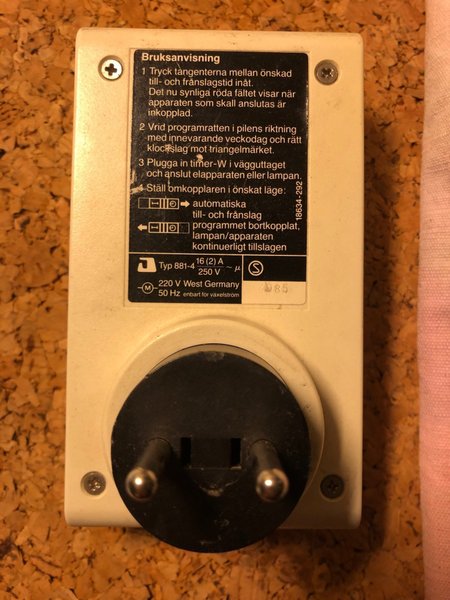 Bruksanvisning
1 Tryck tangenterna mellan önskad
till- och frånslagstid inåt.
Det nu synliga röda fältet visar när
apparaten som skall anslutas är
inkopplad.
2 Vrid programratten i pilens riktning
med innevarande veckodag och rätt
klockslag mot triangelmärket.
3 Plugga in timer-W i vägguttaget
och anslut elapparaten eller lampan.
4 Ställ omkopplaren i önskat läge:
automatiska
till- och frånslag
programmet bortkopplat,
lampan/apparaten
kontinuerligt tillslagen
18634-292
Typ 881-4 16 (2) A
250 V ~ µ
S
M 220 V West Germany
50 Hz enbart för växelström